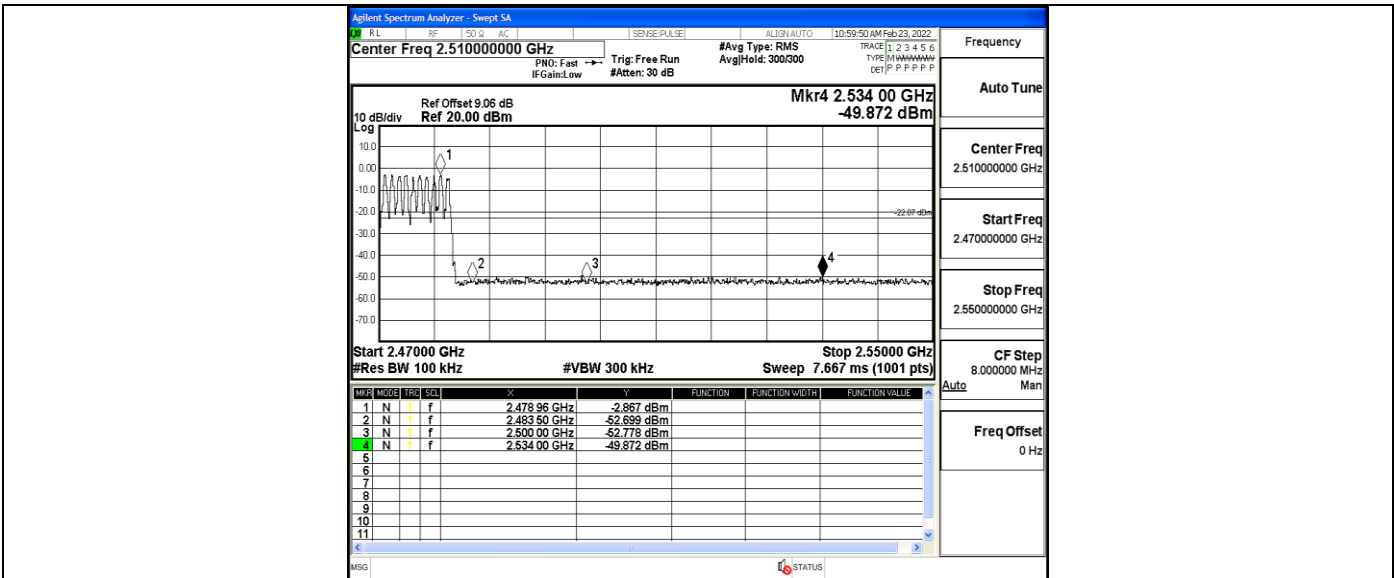 Agilent Spectrum Analyzer - Swept SA
RL RF 50 Ω AC SENSE:PULSE ALIGNAUTO 10:59:50 AM Feb 23, 2022
Center Freq 2.510000000 GHz
PNO: Fast
IFGain:Low
Trig: Free Run
#Atten: 30 dB
#Avg Type: RMS
Avg|Hold: 300/300
TRACE 1 2 3 4 5 6
TYPE M WWWWW
DET P P P P P P
Mkr4 2.534 00 GHz
-49.872 dBm
Ref Offset 9.06 dB
10 dB/div Ref 20.00 dBm
Log
10.0
0.00
-10.0
-20.0
-30.0
-40.0
-50.0
-60.0
-70.0
1
2
3
4
-22.87 dBm
Start 2.47000 GHz Stop 2.55000 GHz
#Res BW 100 kHz #VBW 300 kHz Sweep 7.667 ms (1001 pts)
MKR MODE TRC SCL X Y FUNCTION FUNCTION WIDTH FUNCTION VALUE
1 N 1 f 2.478 96 GHz -2.867 dBm
2 N 1 f 2.483 50 GHz -52.699 dBm
3 N 1 f 2.500 00 GHz -52.778 dBm
4 N 1 f 2.534 00 GHz -49.872 dBm
5
6
7
8
9
10
11
MSG STATUS
Frequency
Auto Tune
Center Freq
2.510000000 GHz
Start Freq
2.470000000 GHz
Stop Freq
2.550000000 GHz
CF Step
8.000000 MHz
Auto Man
Freq Offset
0 Hz